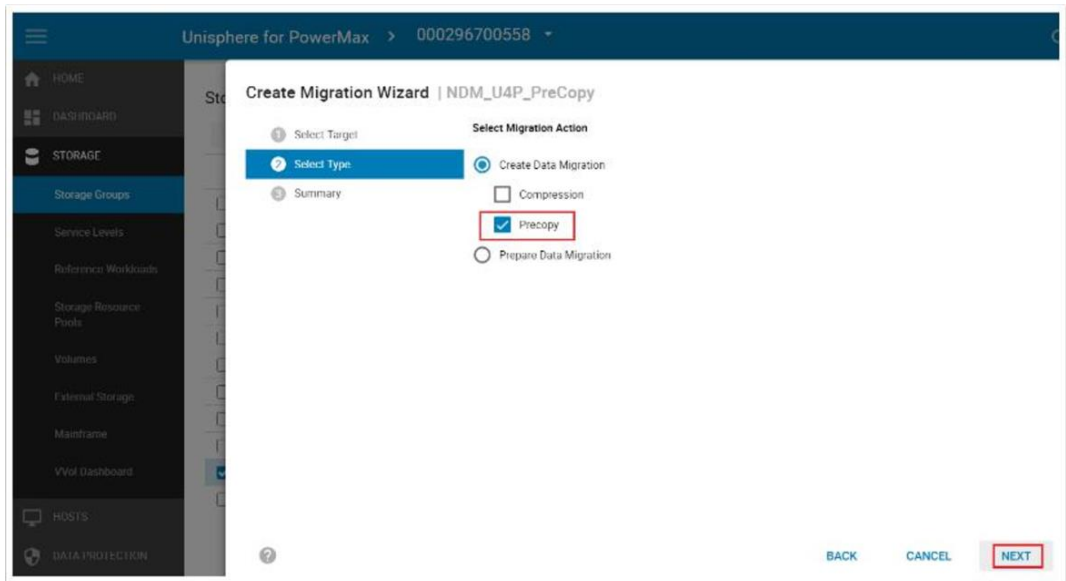 Unisphere for PowerMax > 000296700558
HOME
DASHBOARD
STORAGE
Storage Groups
Service Levels
Reference Workloads
Storage Resource
Pools
Volumes
External Storage
Mainframe
VVol Dashboard
HOSTS
DATA PROTECTION
Sto
Create Migration Wizard | NDM_U4P_PreCopy
1 Select Target
2 Select Type
3 Summary
Select Migration Action
Create Data Migration
Compression
Precopy
Prepare Data Migration
?
BACK
CANCEL
NEXT